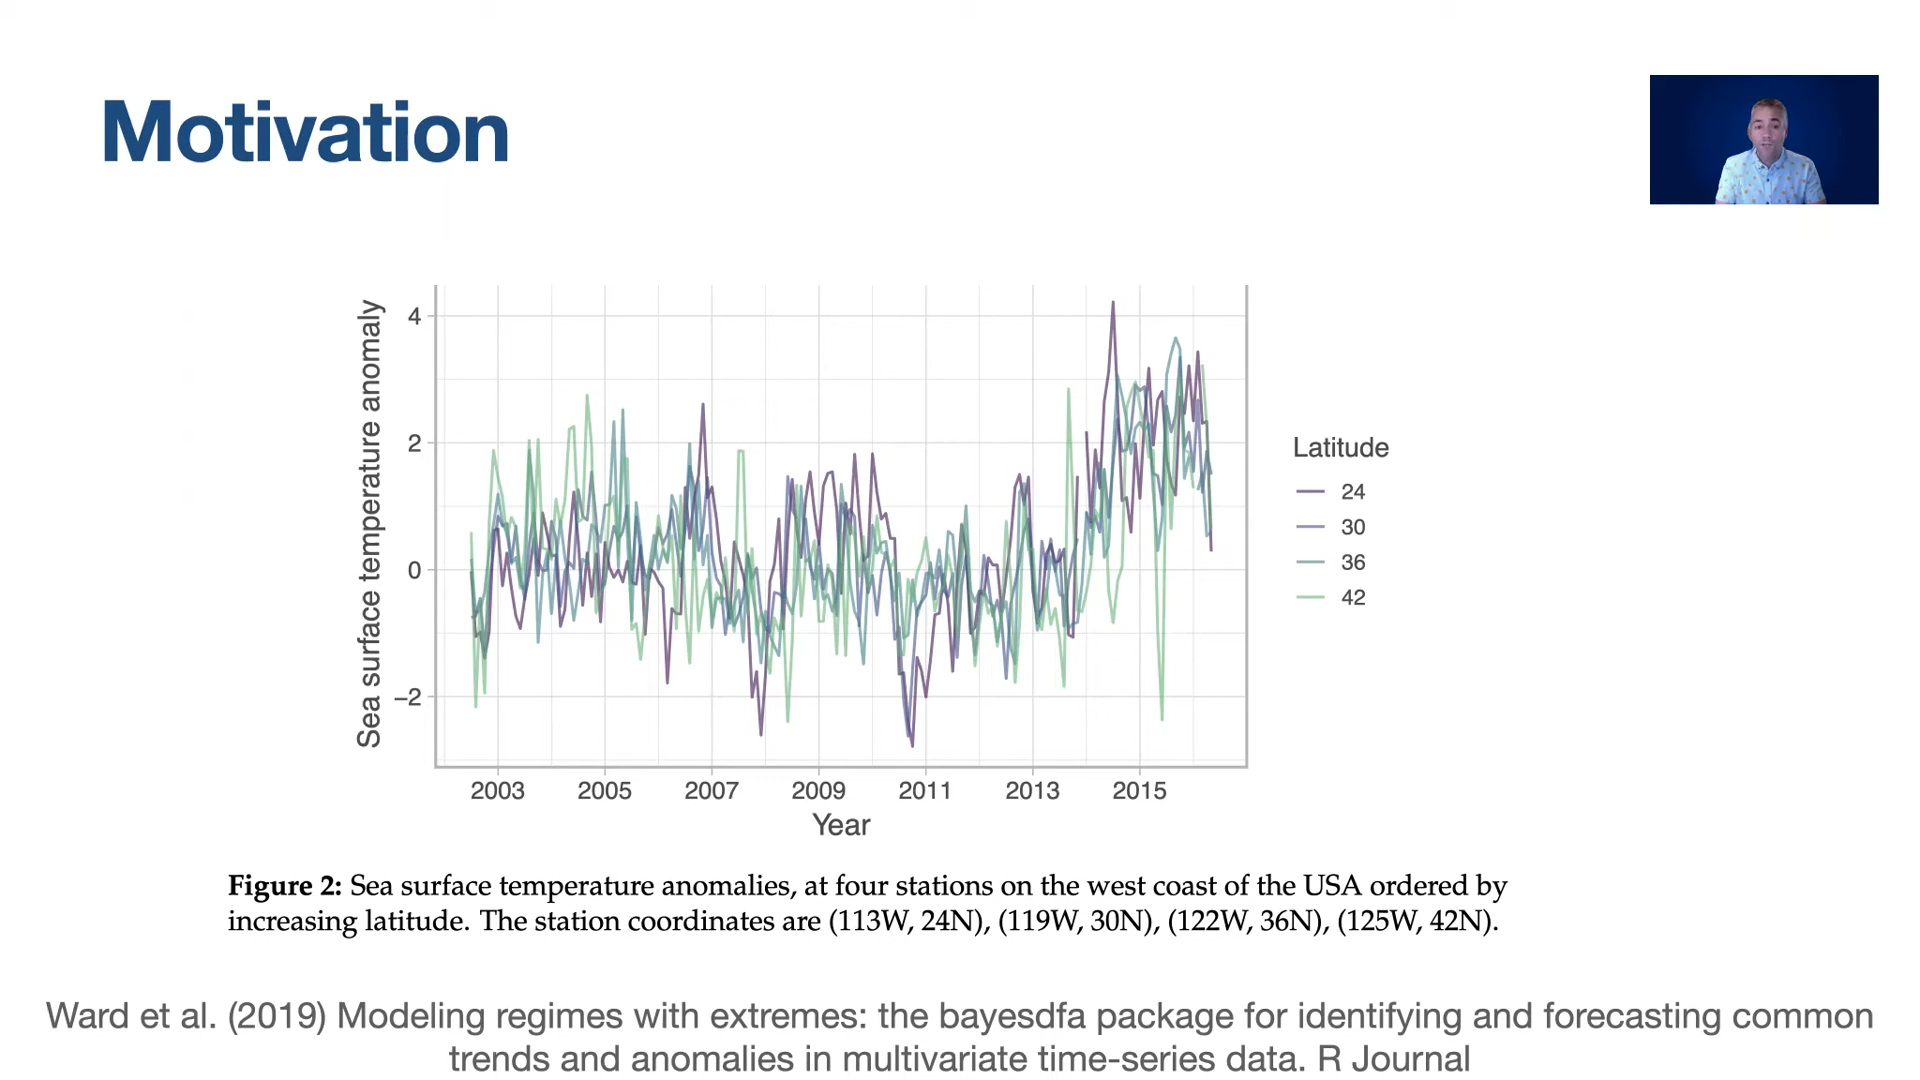 Motivation
Sea surface temperature anomaly
4
2
0
−2
2003 2005 2007 2009 2011 2013 2015
Year
Latitude
24
30
36
42
Figure 2: Sea surface temperature anomalies, at four stations on the west coast of the USA ordered by
increasing latitude. The station coordinates are (113W, 24N), (119W, 30N), (122W, 36N), (125W, 42N).
Ward et al. (2019) Modeling regimes with extremes: the bayesdfa package for identifying and forecasting common
trends and anomalies in multivariate time-series data. R Journal